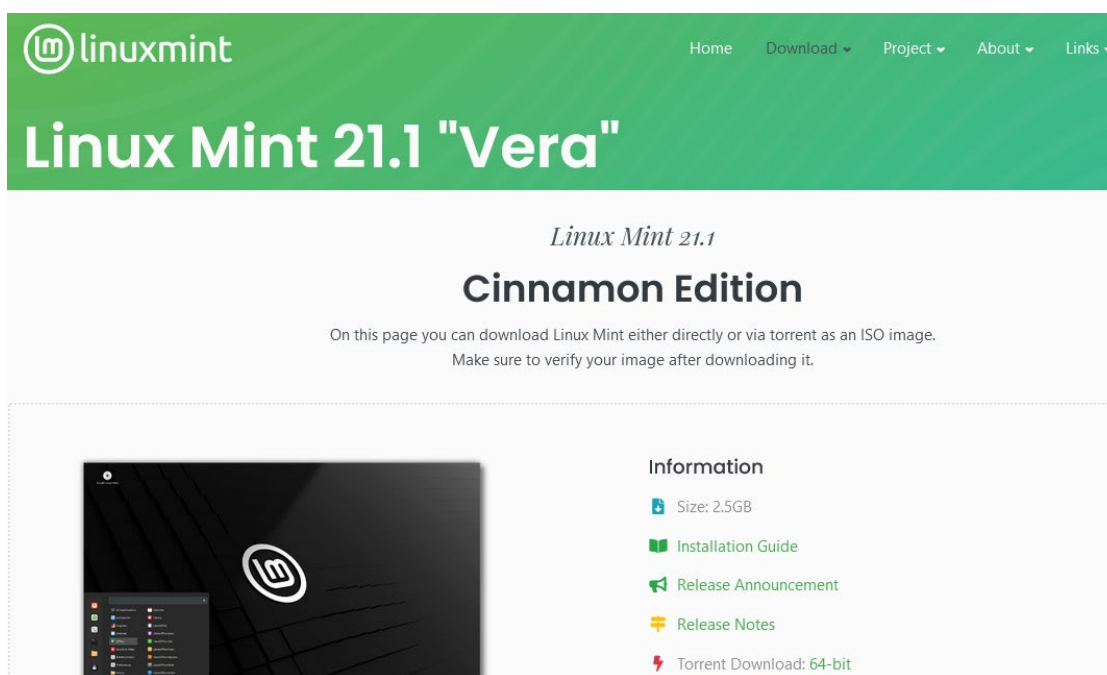 linuxmint
Home Download Project About Links
Linux Mint 21.1 "Vera"
Linux Mint 21.1
Cinnamon Edition
On this page you can download Linux Mint either directly or via torrent as an ISO image.
Make sure to verify your image after downloading it.
Information
Size: 2.5GB
Installation Guide
Release Announcement
Release Notes
Torrent Download: 64-bit